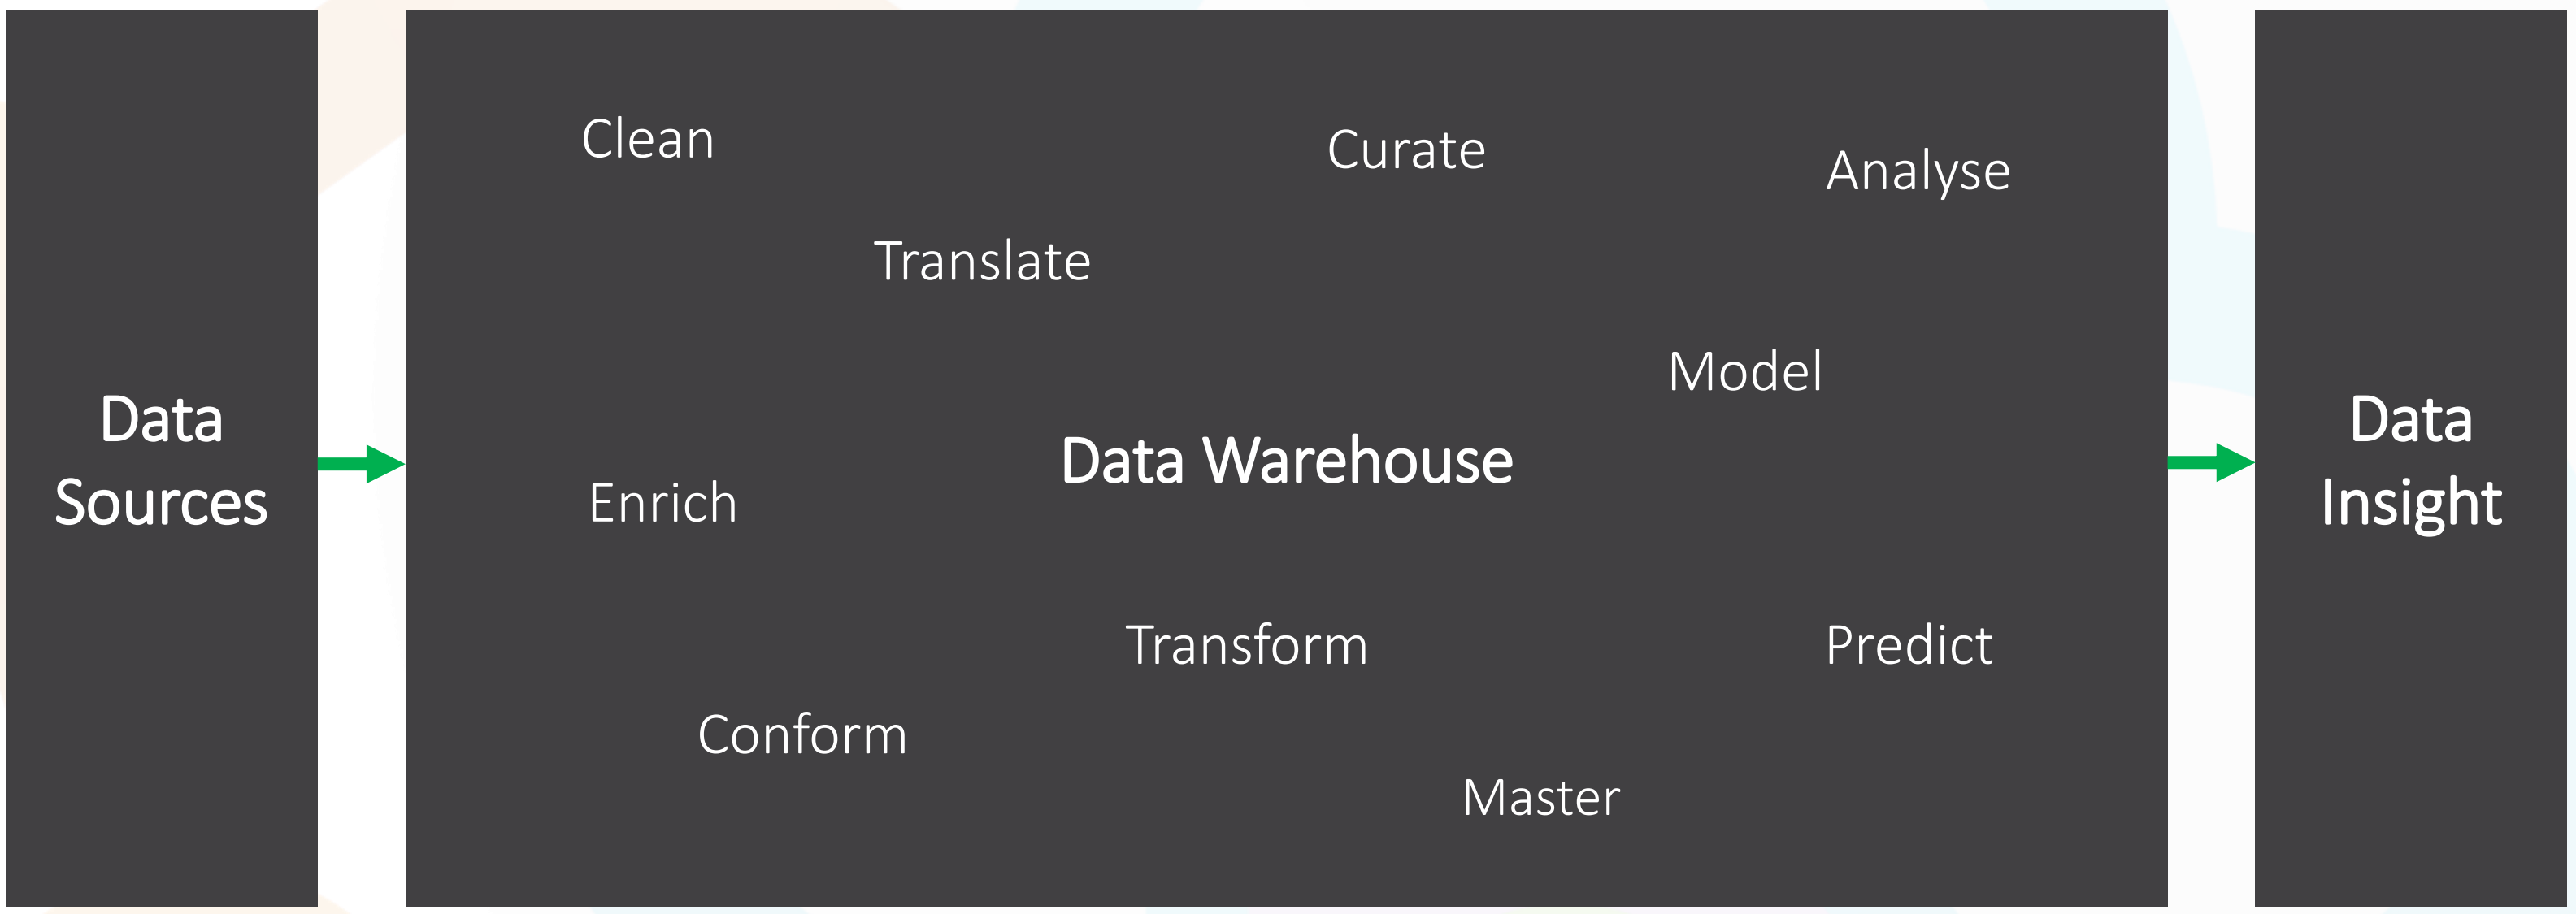 Data
Sources
Clean
Curate
Analyse
Translate
Model
Data Warehouse
Enrich
Transform
Predict
Conform
Master
Data
Insight